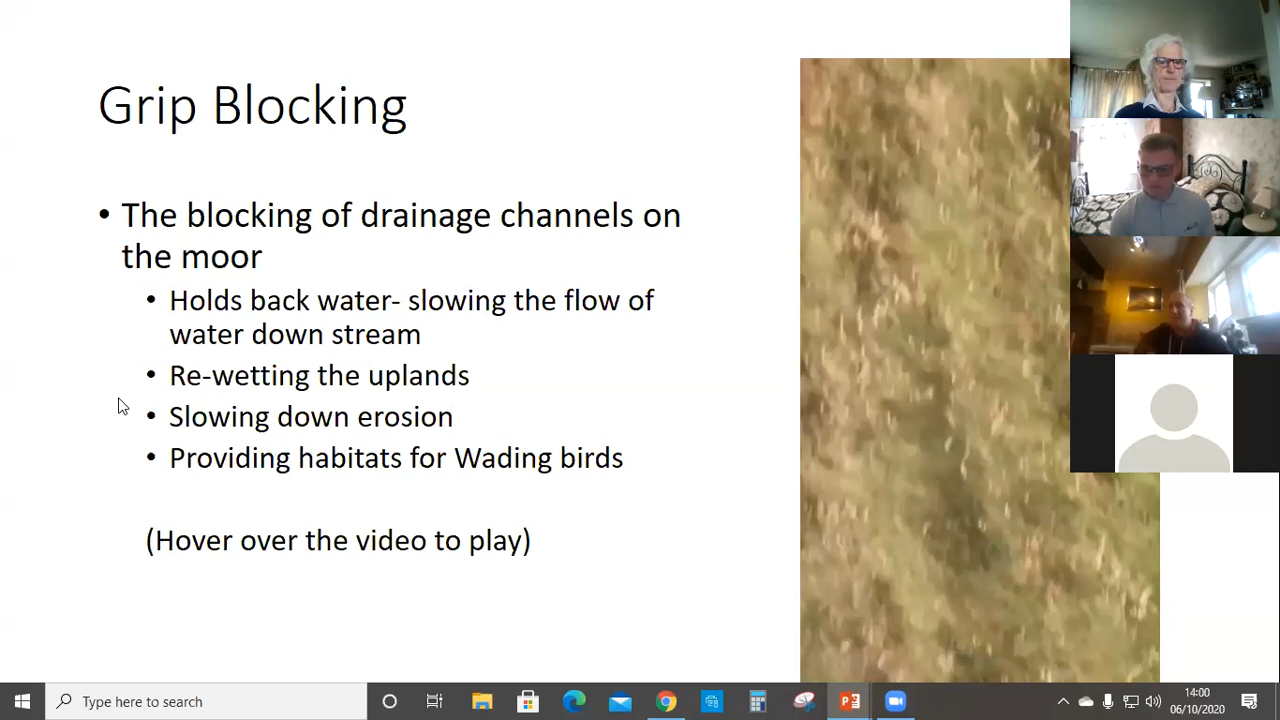 Grip Blocking
• The blocking of drainage channels on
the moor
• Holds back water- slowing the flow of
water down stream
• Re-wetting the uplands
• Slowing down erosion
• Providing habitats for Wading birds
(Hover over the video to play)
Type here to search
14:00
06/10/2020